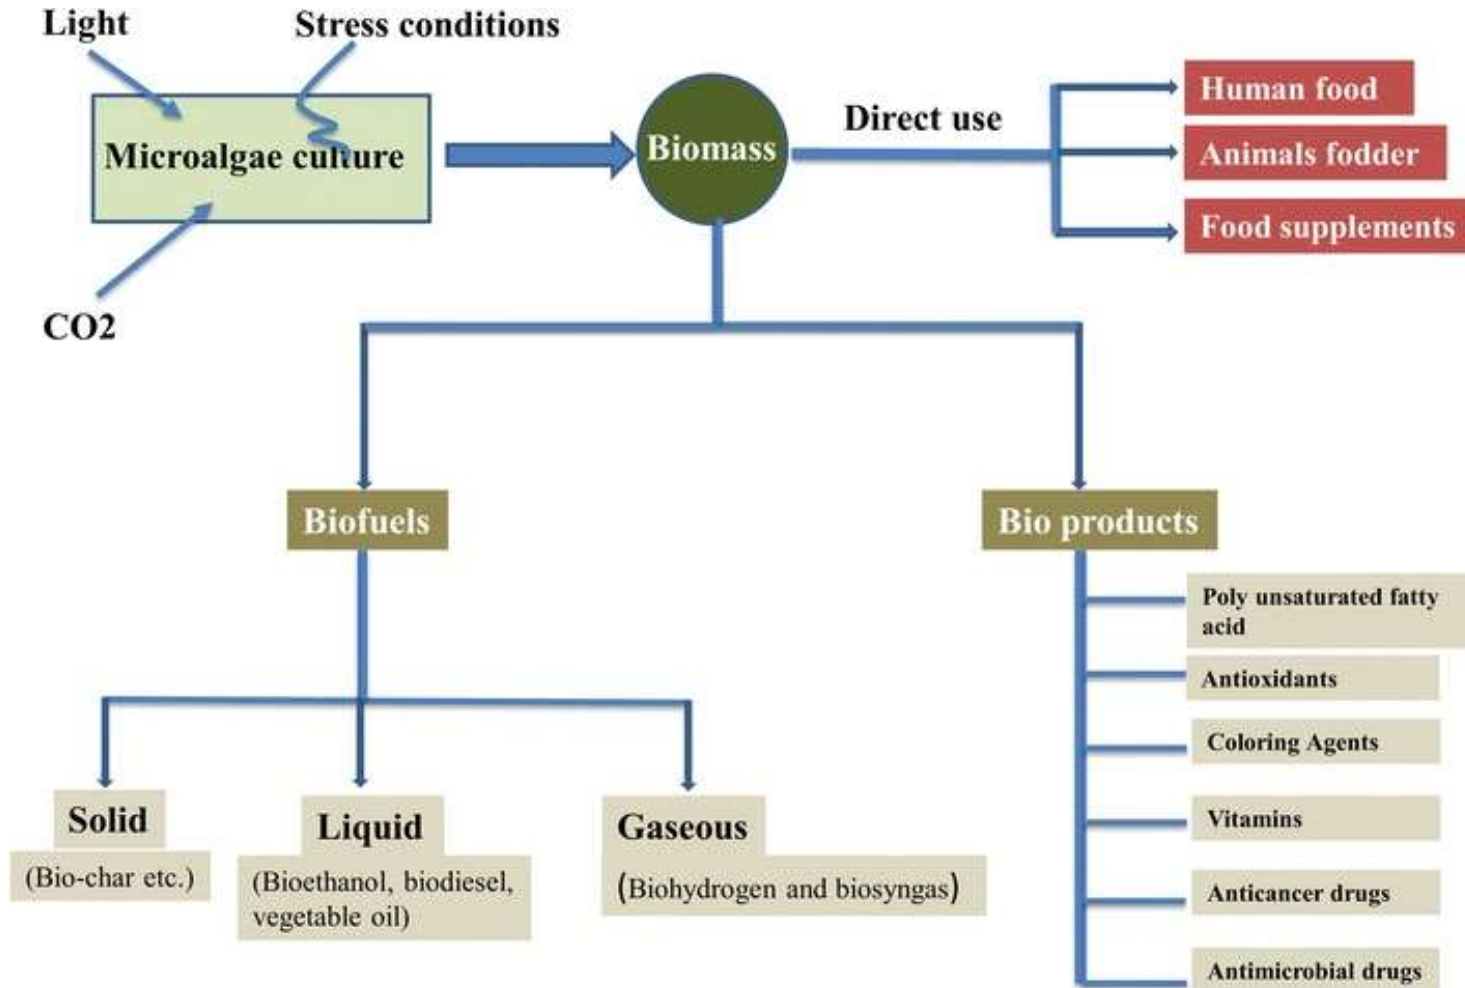 Light
Stress conditions
Microalgae culture
CO2
Biomass
Direct use
Human food
Animals fodder
Food supplements
Biofuels
Bio products
Solid
(Bio-char etc.)
Liquid
(Bioethanol, biodiesel,
vegetable oil)
Gaseous
(Biohydrogen and biosyngas)
Poly unsaturated fatty
acid
Antioxidants
Coloring Agents
Vitamins
Anticancer drugs
Antimicrobial drugs